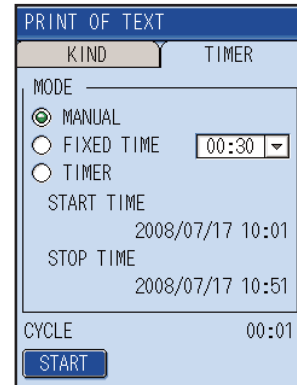 PRINT OF TEXT
KIND TIMER
MODE
MANUAL
FIXED TIME 00:30
TIMER
START TIME
2008/07/17 10:01
STOP TIME
2008/07/17 10:51
CYCLE 00:01
START